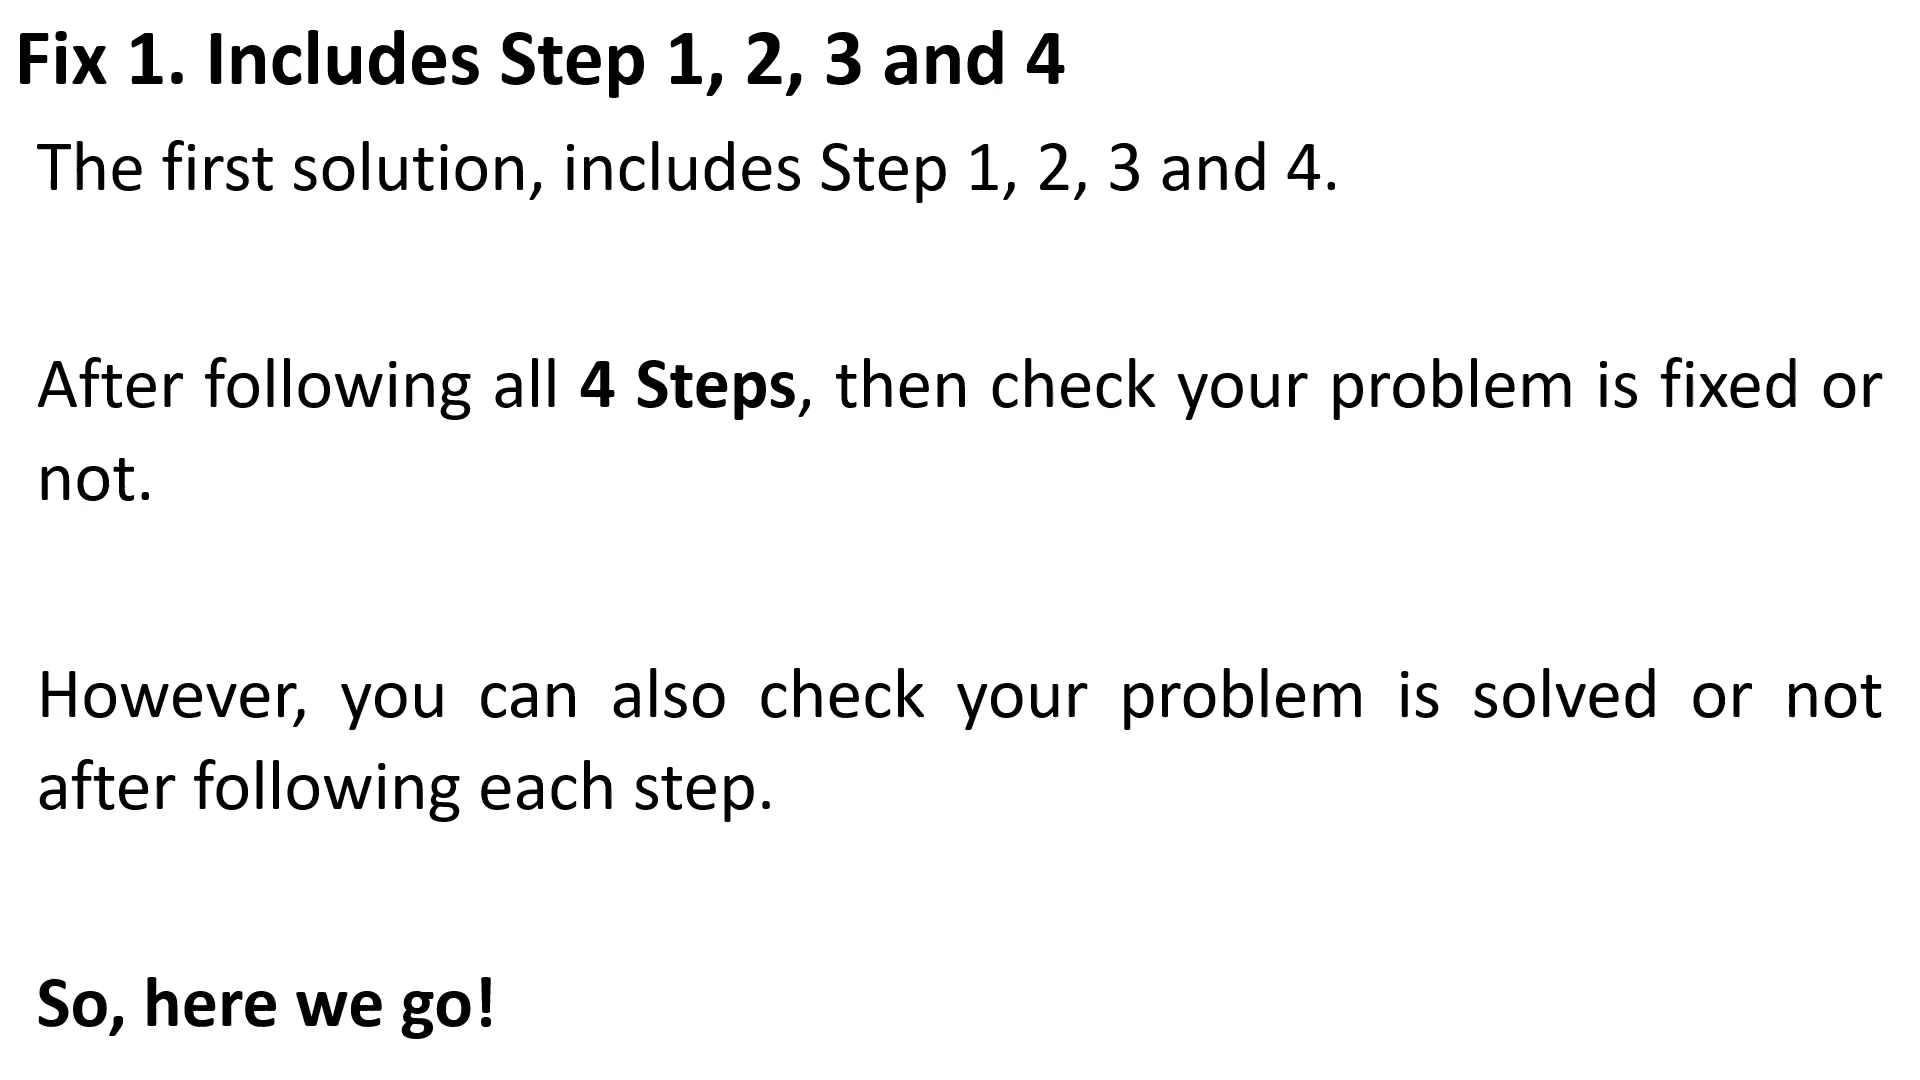 Fix 1. Includes Step 1, 2, 3 and 4
The first solution, includes Step 1, 2, 3 and 4.
After following all 4 Steps, then check your problem is fixed or
not.
However, you can also check your problem is solved or not
after following each step.
So, here we go!